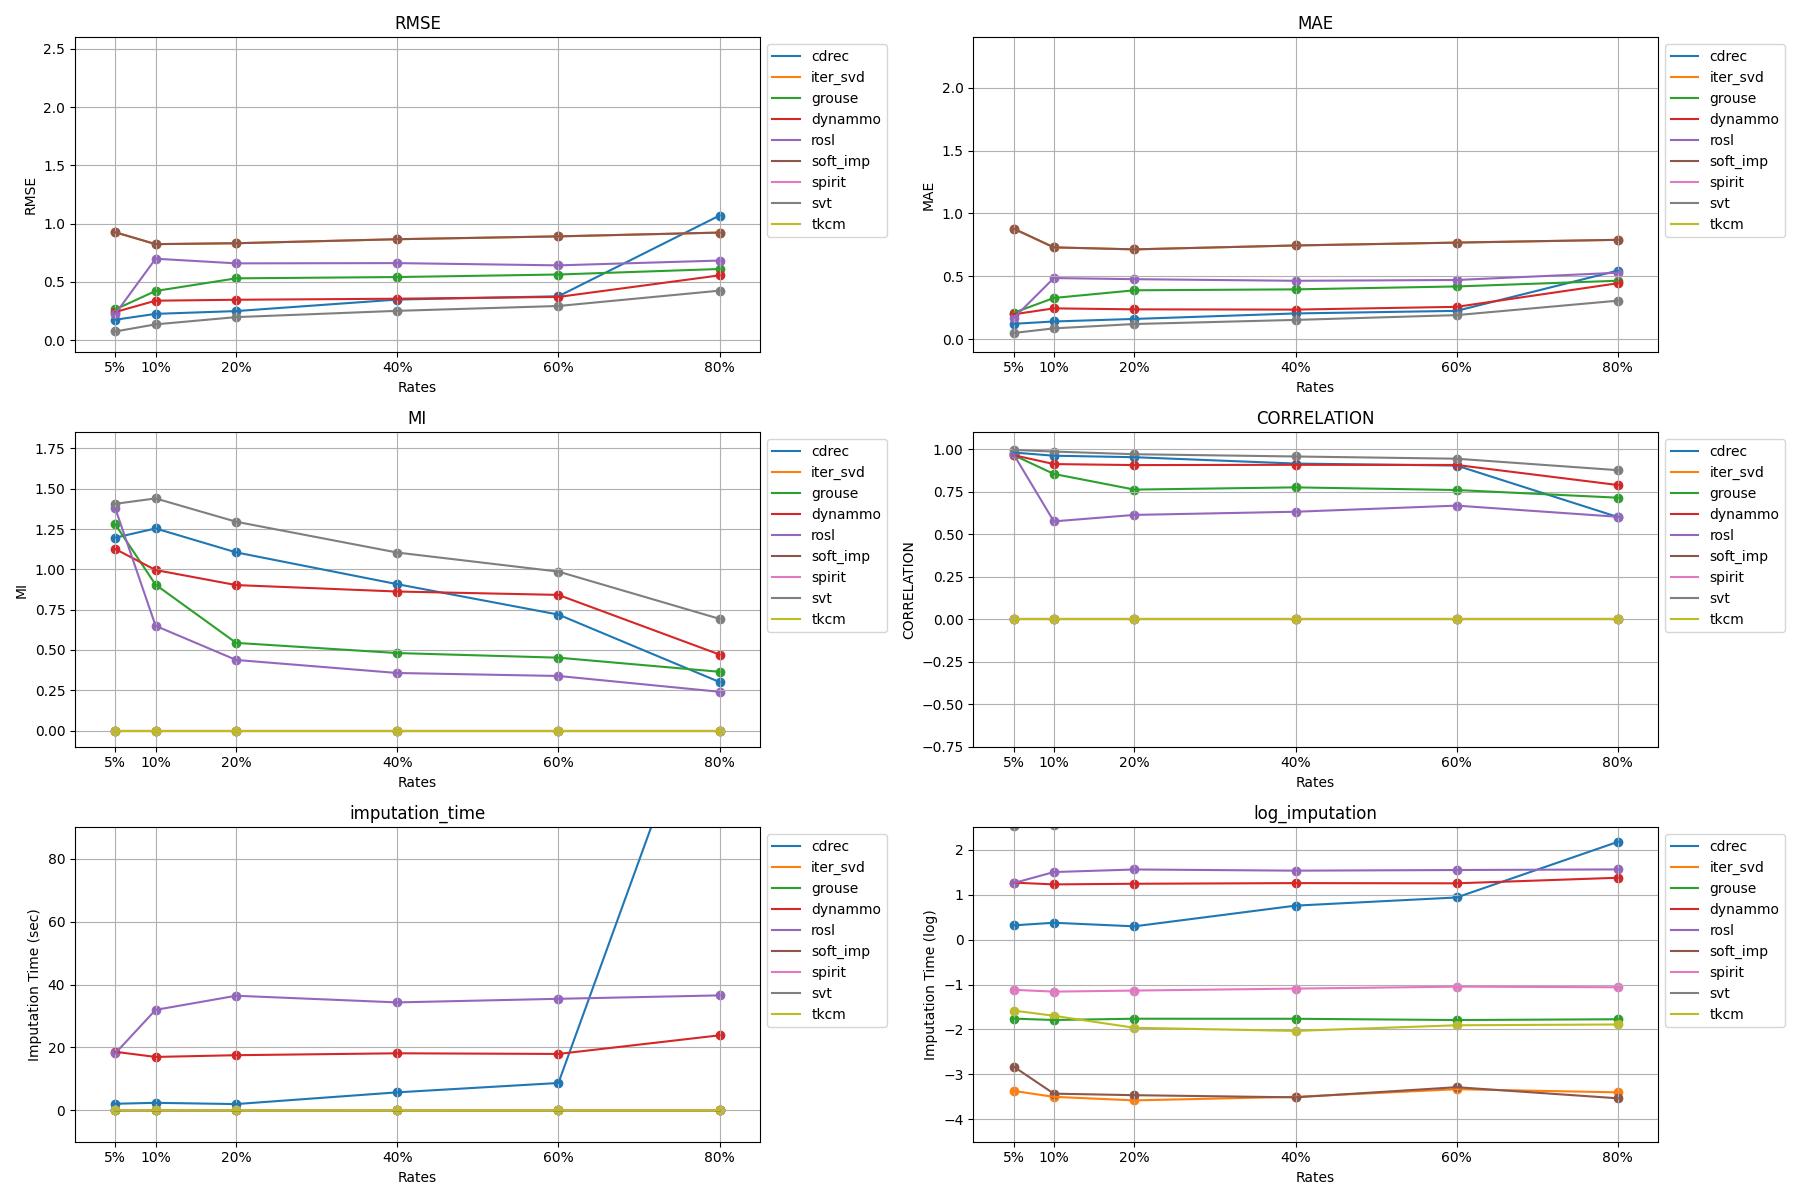 RMSE
2.5
2.0
1.5
1.0
0.5
0.0
RMSE
5% 10% 20% 40% 60% 80%
Rates
cdrec
iter_svd
grouse
dynammo
rosl
soft_imp
spirit
svt
tkcm
MAE
2.0
1.5
1.0
0.5
0.0
MAE
5% 10% 20% 40% 60% 80%
Rates
cdrec
iter_svd
grouse
dynammo
rosl
soft_imp
spirit
svt
tkcm
MI
1.75
1.50
1.25
1.00
0.75
0.50
0.25
0.00
MI
5% 10% 20% 40% 60% 80%
Rates
cdrec
iter_svd
grouse
dynammo
rosl
soft_imp
spirit
svt
tkcm
CORRELATION
1.00
0.75
0.50
0.25
0.00
−0.25
−0.50
−0.75
CORRELATION
5% 10% 20% 40% 60% 80%
Rates
cdrec
iter_svd
grouse
dynammo
rosl
soft_imp
spirit
svt
tkcm
imputation_time
80
60
40
20
0
Imputation Time (sec)
5% 10% 20% 40% 60% 80%
Rates
cdrec
iter_svd
grouse
dynammo
rosl
soft_imp
spirit
svt
tkcm
log_imputation
2
1
0
−1
−2
−3
−4
Imputation Time (log)
5% 10% 20% 40% 60% 80%
Rates
cdrec
iter_svd
grouse
dynammo
rosl
soft_imp
spirit
svt
tkcm